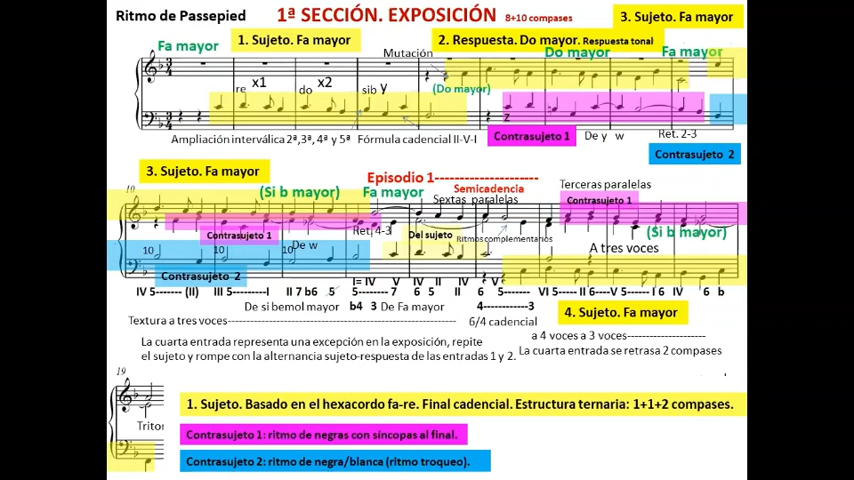 Ritmo de Passepied
1ª SECCIÓN. EXPOSICIÓN 8+10 compases
3. Sujeto. Fa mayor
Fa mayor
1. Sujeto. Fa mayor
2. Respuesta. Do mayor. Respuesta tonal
Mutación
Do mayor
Fa mayor
re x1 do x2 sib y
(Do mayor)
z
Ampliación interválica 2ª,3ª, 4ª y 5ª Fórmula cadencial II-V-I
Contrasujeto 1
De y w
Ret. 2-3
Contrasujeto 2
3. Sujeto. Fa mayor
Episodio 1
10
(Si b mayor)
Fa mayor
Semicadencia
Terceras paralelas
Sextas paralelas
Contrasujeto 1
Contrasujeto 1
Ret. 4-3
Del sujeto
Ritmos complementarios
(Si b mayor)
10 10 10
De w
A tres voces
Contrasujeto 2
I= IV V IV II IV V
IV 5------- (II) III 5-----I II 7 b6 5 5--------7 6 5 II 6 5------- VI 5--- II 6----V 5----- I 6 IV 6 b
De si bemol mayor b4 3 De Fa mayor 4-----------3
4. Sujeto. Fa mayor
Textura a tres voces
6/4 cadencial
a 4 voces a 3 voces
La cuarta entrada representa una excepción en la exposición, repite
el sujeto y rompe con la alternancia sujeto-respuesta de las entradas 1 y 2.
La cuarta entrada se retrasa 2 compases
19
Triton
1. Sujeto. Basado en el hexacordo fa-re. Final cadencial. Estructura ternaria: 1+1+2 compases.
Contrasujeto 1: ritmo de negras con síncopas al final.
Contrasujeto 2: ritmo de negra/blanca (ritmo troqueo).